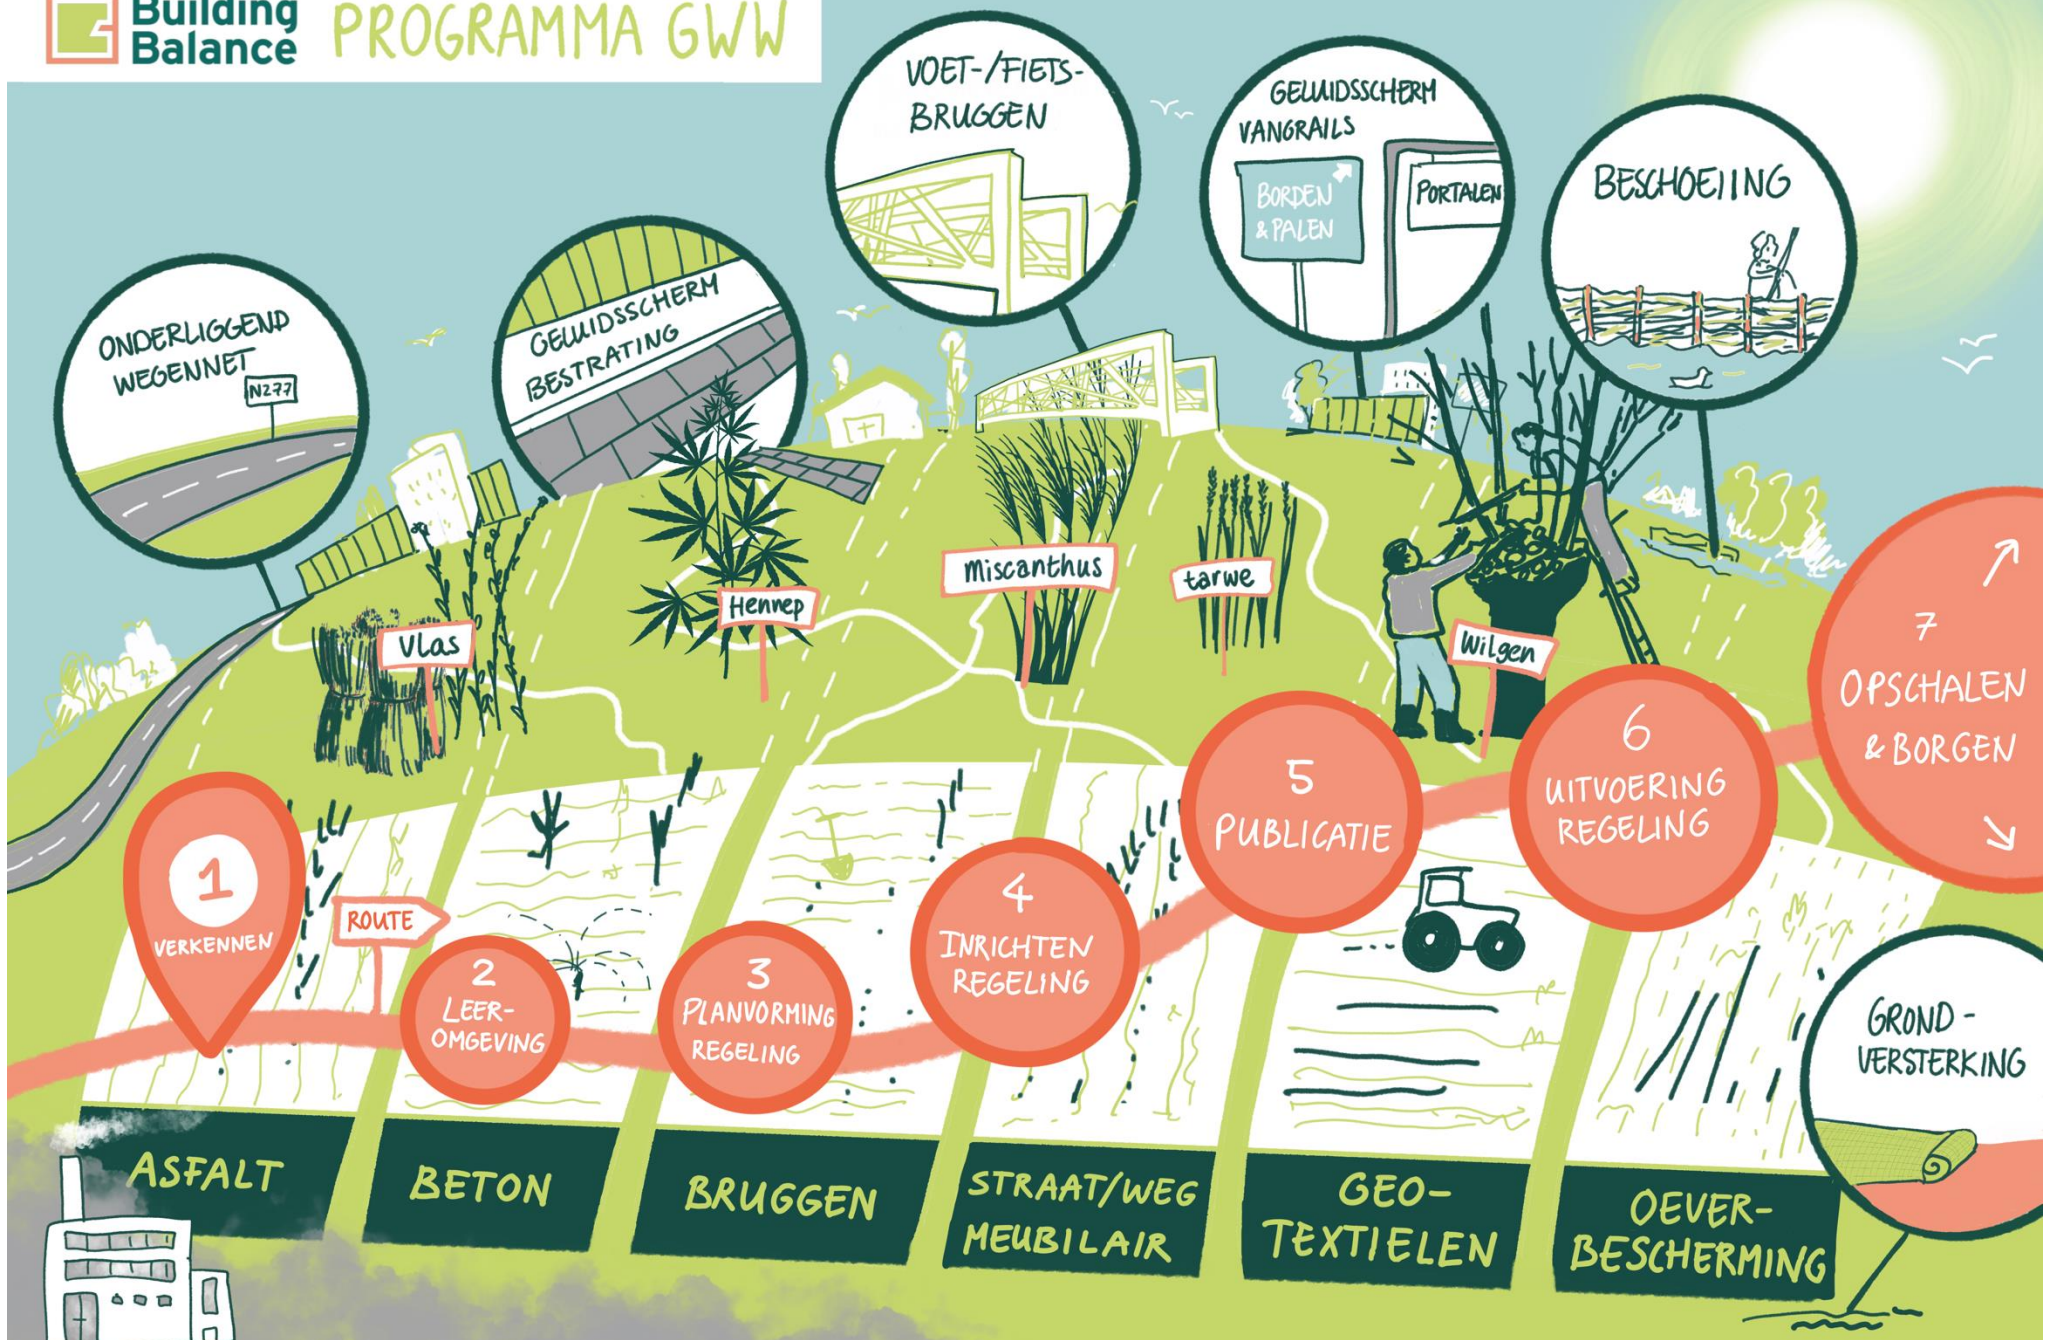 Building
Balance
PROGRAMMA GWW
VOET-/FIETS-
BRUGGEN
GELUIDSSCHERM
VANGRAILS
BORDEN
& PALEN
PORTALEN
BESCHOEIING
ONDERLIGGEND
WEGENNET
N277
GELUIDSSCHERM
BESTRATING
Vlas
Hennep
Miscanthus
tarwe
Wilgen
1
VERKENNEN
ROUTE
2
LEER-
OMGEVING
3
PLANVORMING
REGELING
4
INRICHTEN
REGELING
5
PUBLICATIE
6
UITVOERING
REGELING
7
OPSCHALEN
& BORGEN
GROND-
VERSTERKING
ASFALT
BETON
BRUGGEN
STRAAT/WEG
MEUBILAIR
GEO-
TEXTIELEN
OEVER-
BESCHERMING